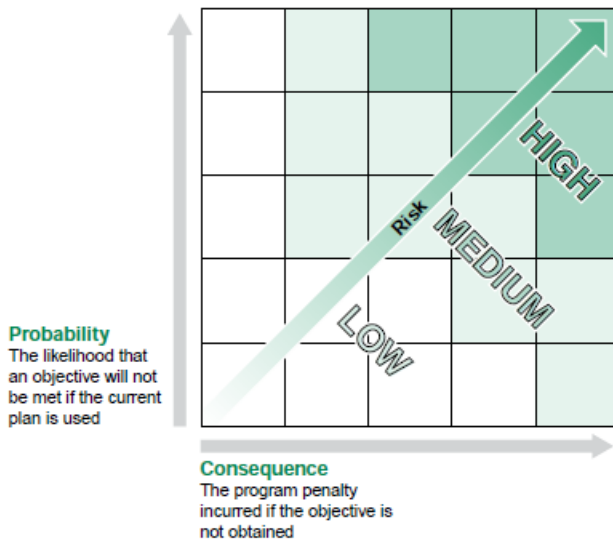 HIGH
Risk
MEDIUM
LOW
Probability
The likelihood that
an objective will not
be met if the current
plan is used
Consequence
The program penalty
incurred if the objective is
not obtained